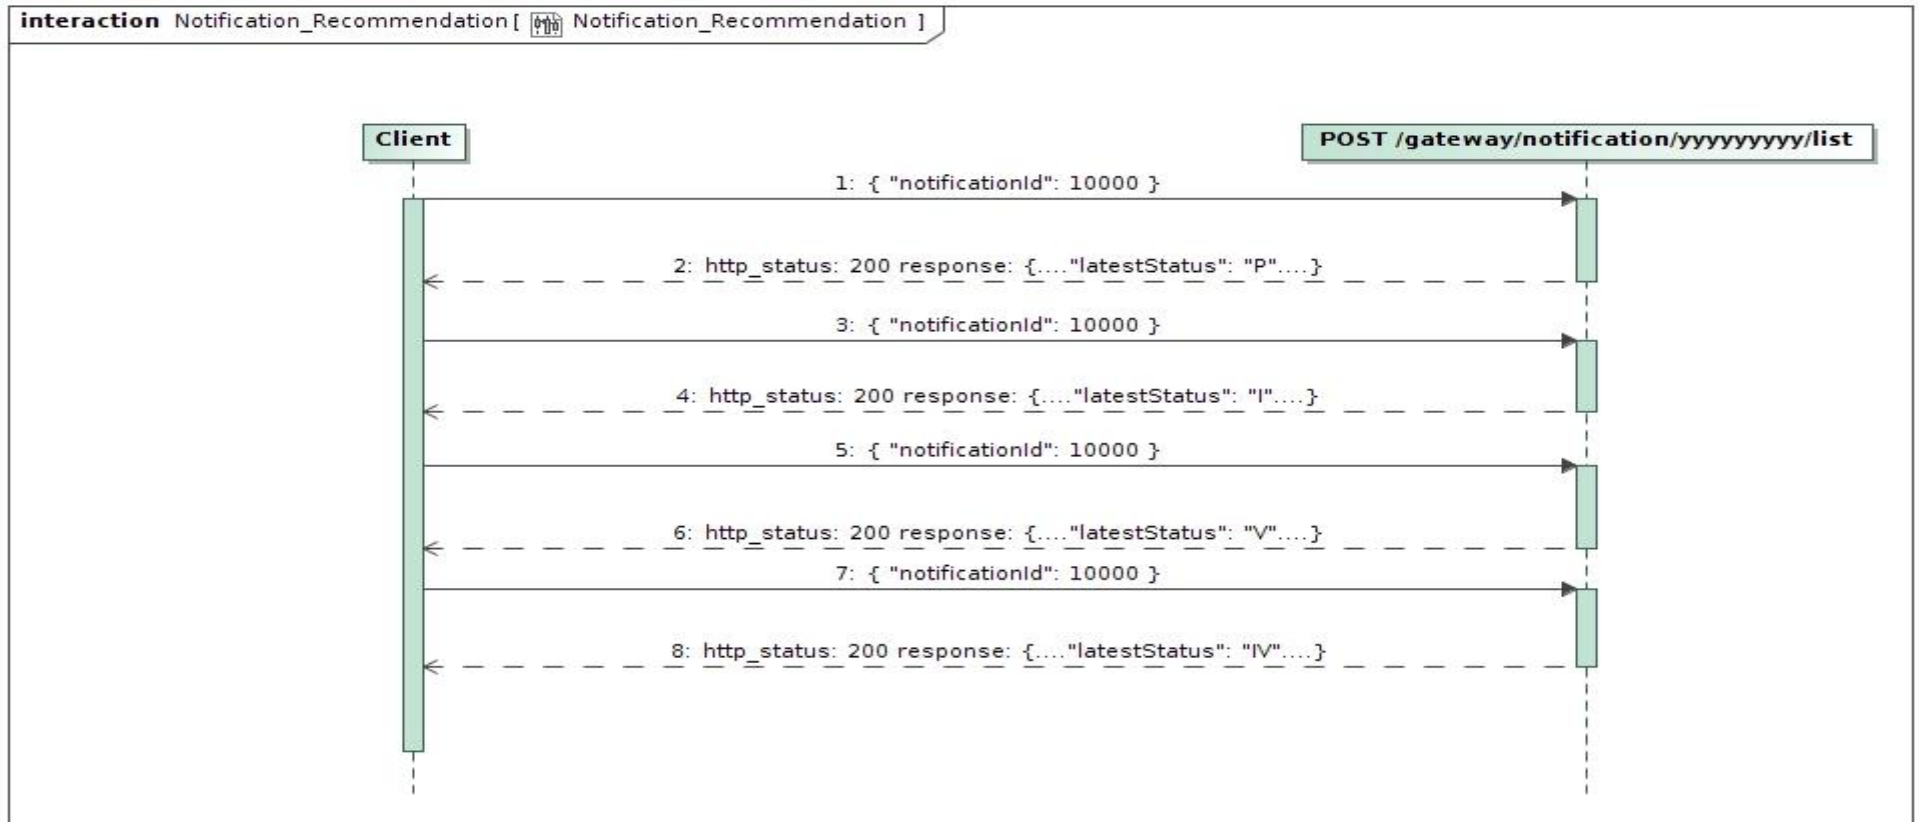 interaction Notification_Recommendation[ Notification_Recommendation ]
Client
POST /gateway/notification/yyyyyyyyy/list
1: { "notificationId": 10000 }
2: http_status: 200 response: {...."latestStatus": "P"....}
3: { "notificationId": 10000 }
4: http_status: 200 response: {...."latestStatus": "I"....}
5: { "notificationId": 10000 }
6: http_status: 200 response: {...."latestStatus": "V"....}
7: { "notificationId": 10000 }
8: http_status: 200 response: {...."latestStatus": "IV"....}